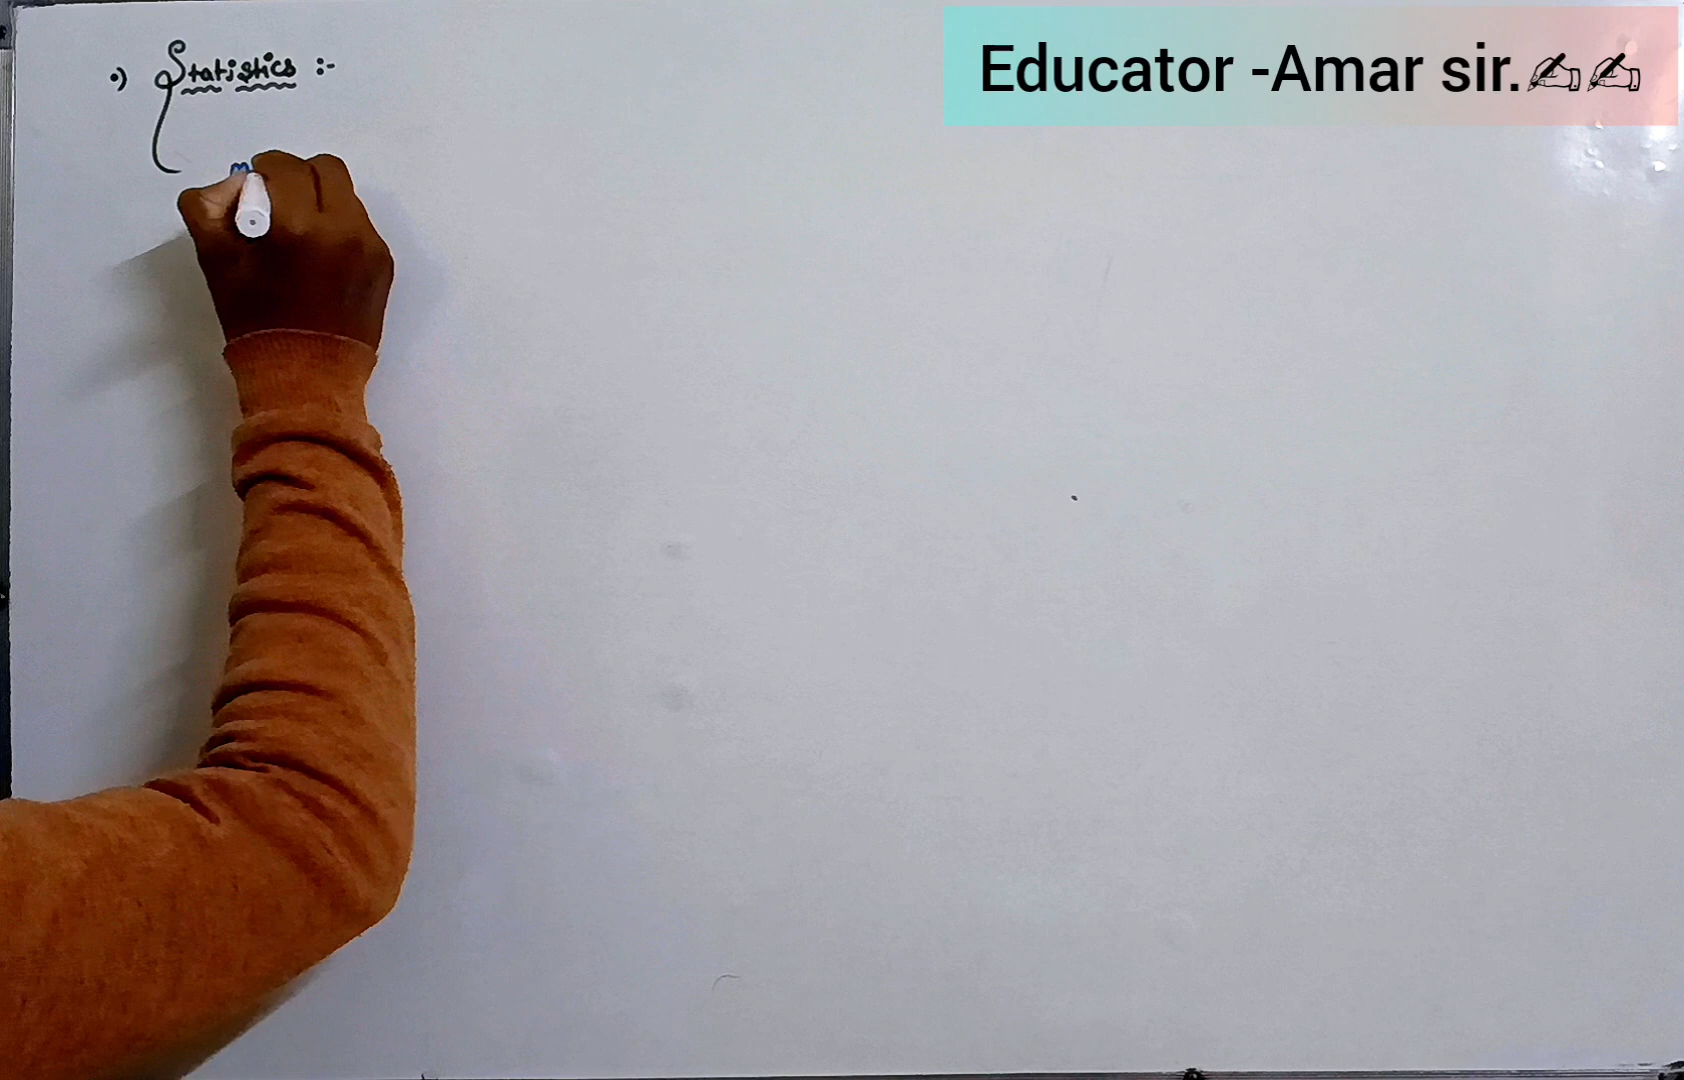 •) Statistics :-
Educator -Amar sir.✍✍
M